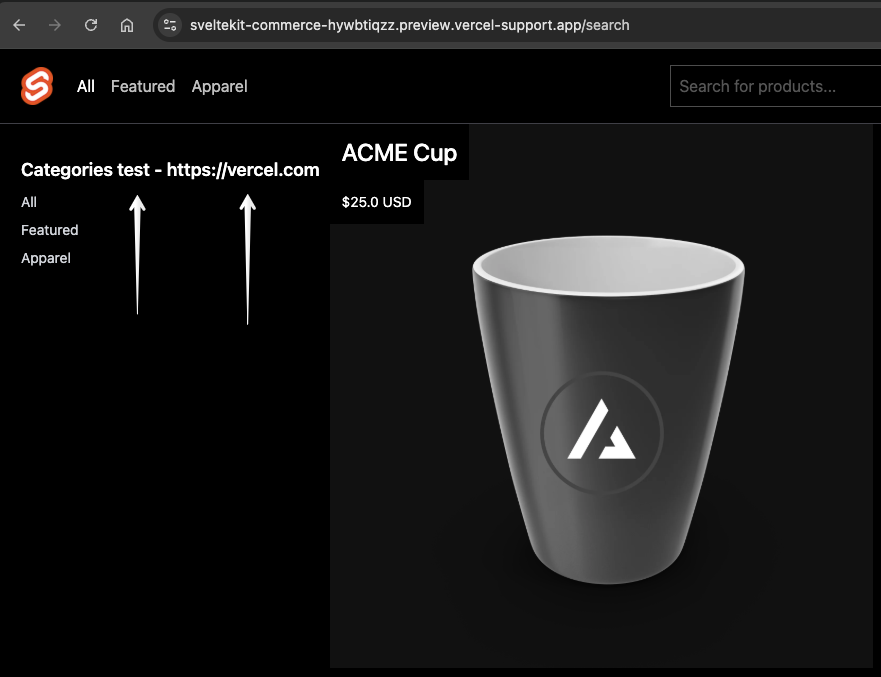 sveltekit-commerce-hywbtiqzz.preview.vercel-support.app/search
All Featured Apparel
Search for products...
Categories test - https://vercel.com
All
Featured
Apparel
ACME Cup
$25.0 USD